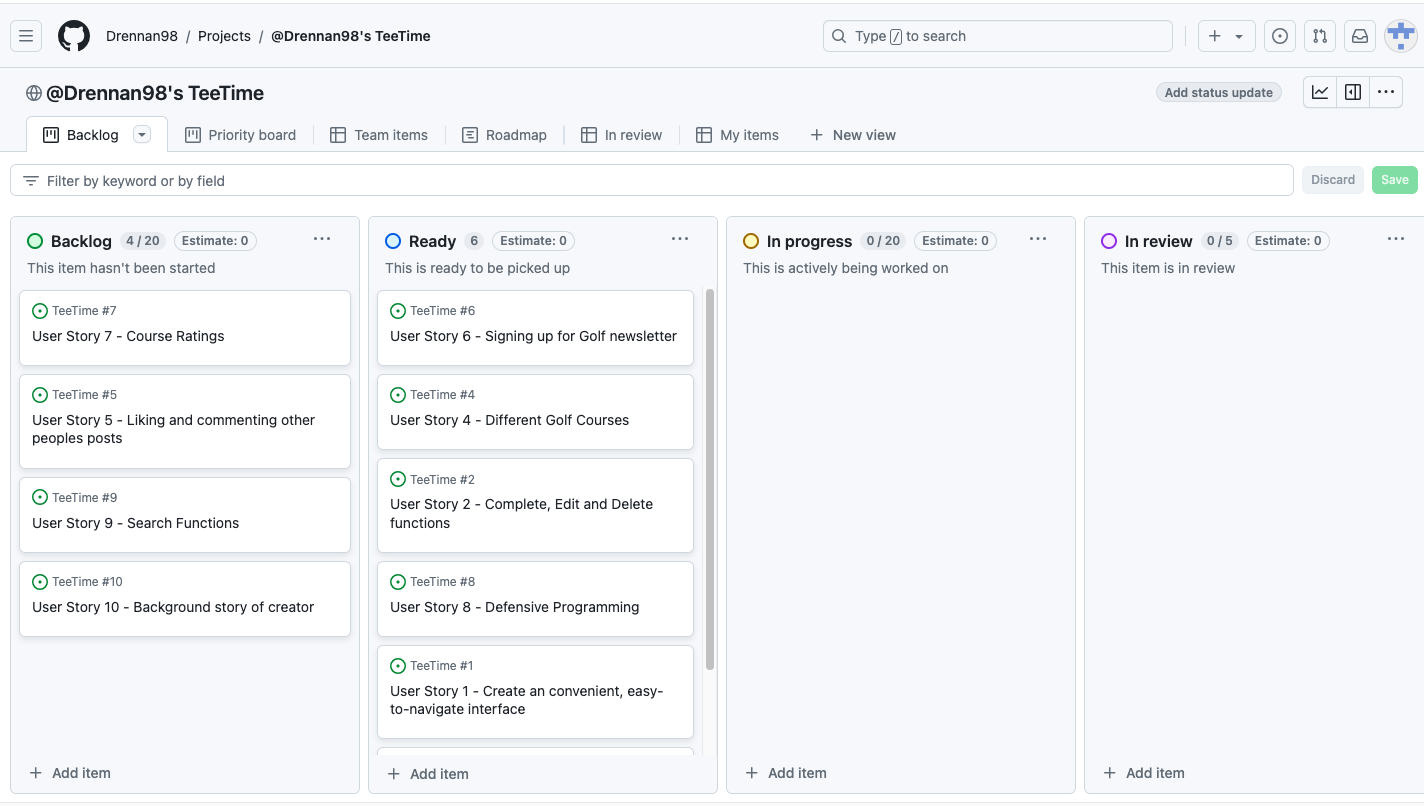 Drennan98 / Projects / @Drennan98's TeeTime
Type / to search
@Drennan98's TeeTime
Add status update
Backlog
Priority board
Team items
Roadmap
In review
My items
New view
Filter by keyword or by field
Discard
Save
Backlog 4 / 20 Estimate: 0
This item hasn't been started
TeeTime #7
User Story 7 - Course Ratings
TeeTime #5
User Story 5 - Liking and commenting other
peoples posts
TeeTime #9
User Story 9 - Search Functions
TeeTime #10
User Story 10 - Background story of creator
Add item
Ready 6 Estimate: 0
This is ready to be picked up
TeeTime #6
User Story 6 - Signing up for Golf newsletter
TeeTime #4
User Story 4 - Different Golf Courses
TeeTime #2
User Story 2 - Complete, Edit and Delete
functions
TeeTime #8
User Story 8 - Defensive Programming
TeeTime #1
User Story 1 - Create an convenient, easy-
to-navigate interface
Add item
In progress 0 / 20 Estimate: 0
This is actively being worked on
Add item
In review 0 / 5 Estimate: 0
This item is in review
Add item